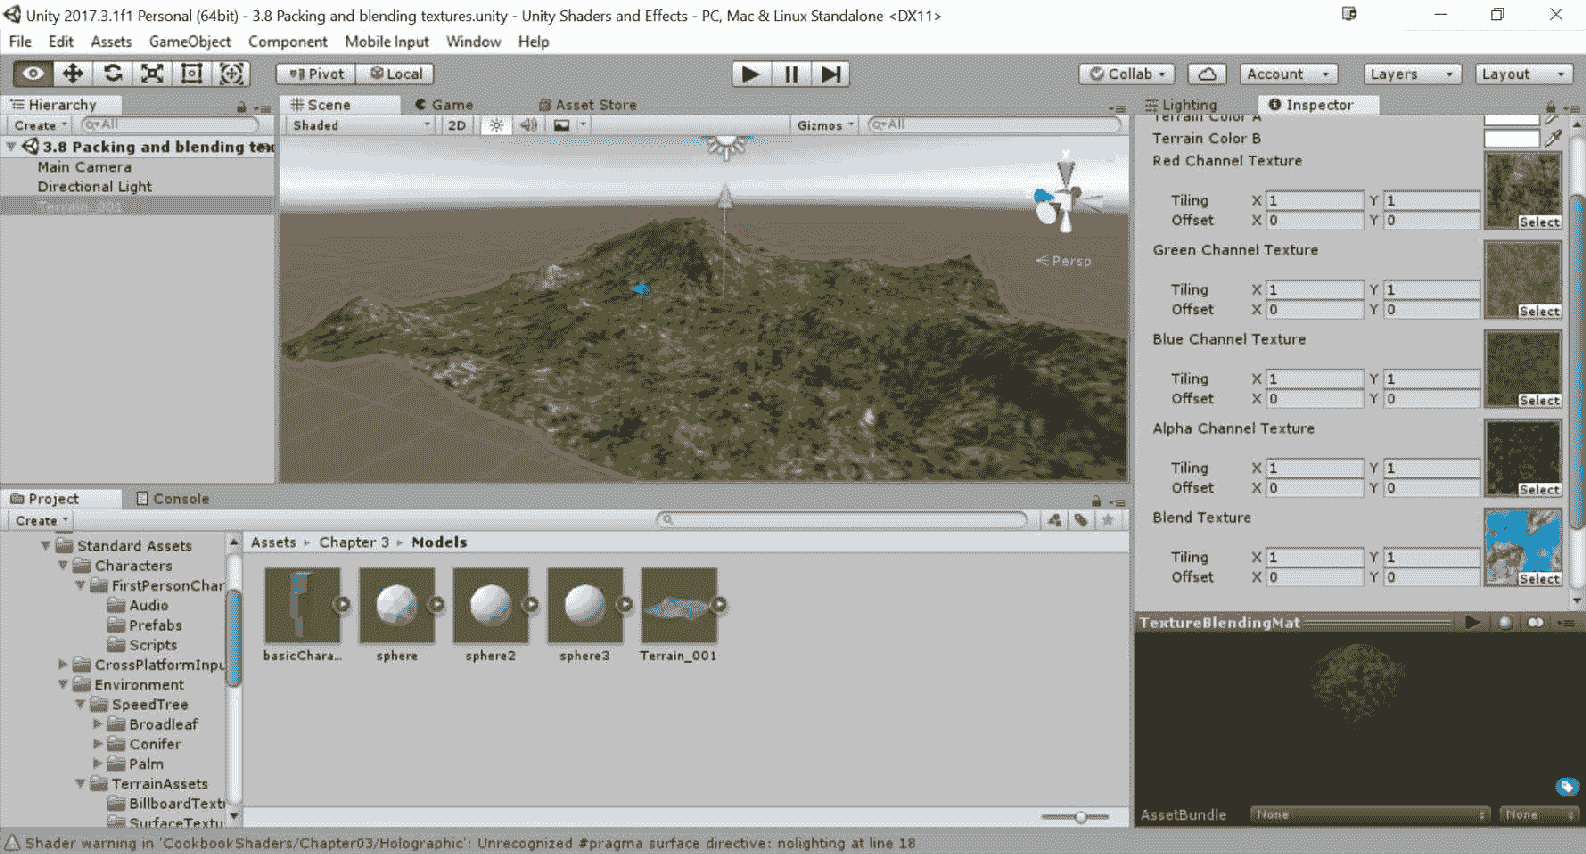 Unity 2017.3.1f1 Personal (64bit) - 3.8 Packing and blending textures.unity - Unity Shaders and Effects - PC, Mac & Linux Standalone <DX11>
File Edit Assets GameObject Component Mobile Input Window Help
Pivot Local Collab Account Layers Layout
Hierarchy
Create All
3.8 Packing and blending tex
Main Camera
Directional Light
Terrain_001
Scene Game Asset Store
Shaded 2D Gizmos All
Persp
Lighting Inspector
Terrain Color A
Terrain Color B
Red Channel Texture
Tiling X 1 Y 1
Offset X 0 Y 0
Select
Green Channel Texture
Tiling X 1 Y 1
Offset X 0 Y 0
Select
Blue Channel Texture
Tiling X 1 Y 1
Offset X 0 Y 0
Select
Alpha Channel Texture
Tiling X 1 Y 1
Offset X 0 Y 0
Select
Blend Texture
Tiling X 1 Y 1
Offset X 0 Y 0
Select
Project Console
Create
Standard Assets
Characters
FirstPersonChar
Audio
Prefabs
Scripts
CrossPlatformInpu
Environment
SpeedTree
Broadleaf
Conifer
Palm
TerrainAssets
BillboardTextu
SurfaceTextu
Assets Chapter 3 Models
basicChara... sphere sphere2 sphere3 Terrain_001
TextureBlendingMat
AssetBundle None None
Shader warning in 'CookbookShaders/Chapter03/Holographic': Unrecognized #pragma surface directive: nolighting at line 18